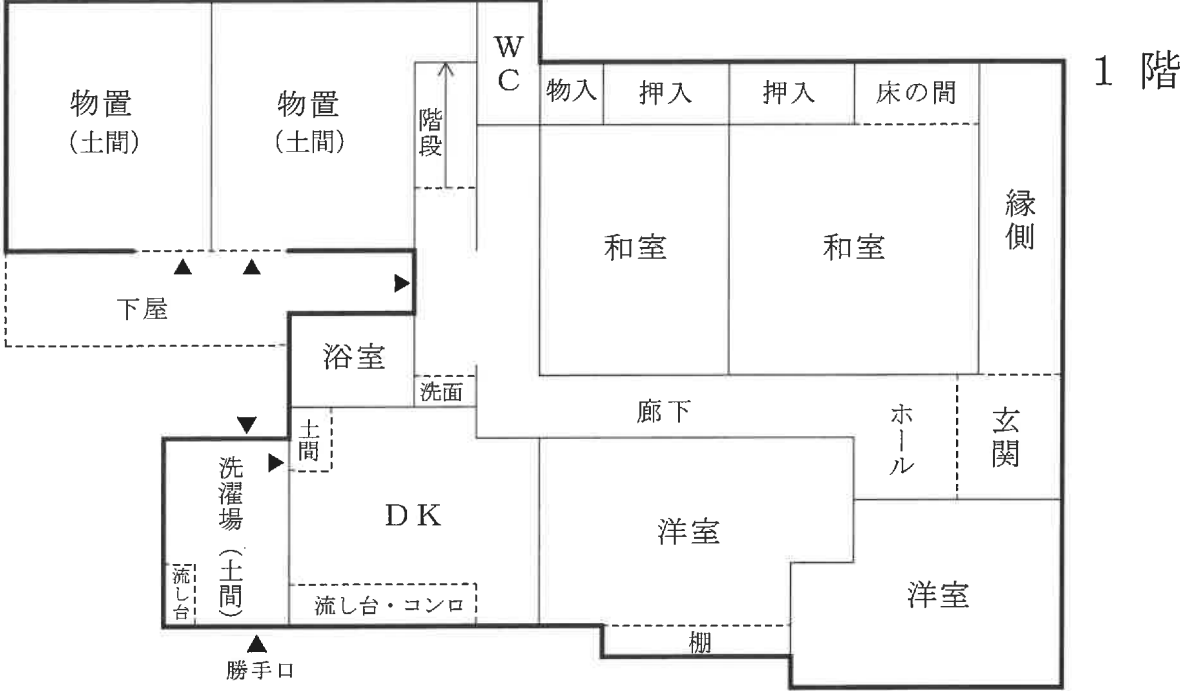 1 階
WC
物置
(土間)
物置
(土間)
階段
物入
押入
押入
床の間
縁側
和室
和室
下屋
浴室
洗面
廊下
ホール
玄関
土間
洗濯場(土間)
DK
洋室
洋室
流し台
流し台・コンロ
棚
勝手口